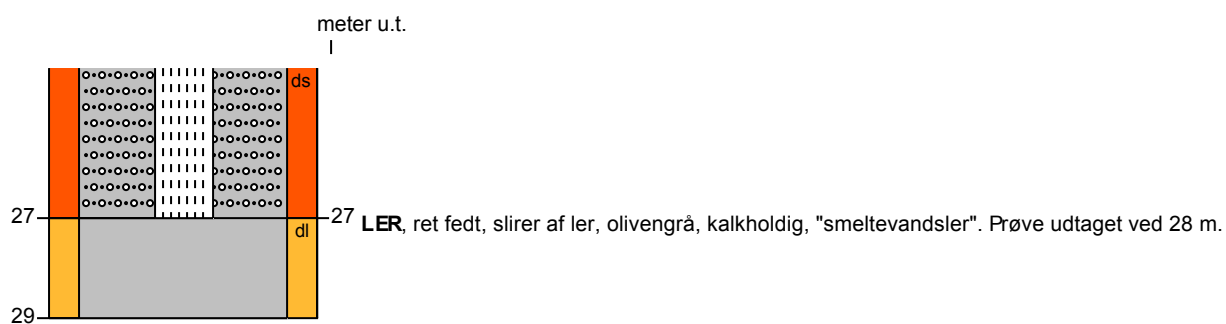 meter u.t.
ds
27 27 LER, ret fedt, slirer af ler, olivengrå, kalkholdig, "smeltevandsler". Prøve udtaget ved 28 m.
dl
29